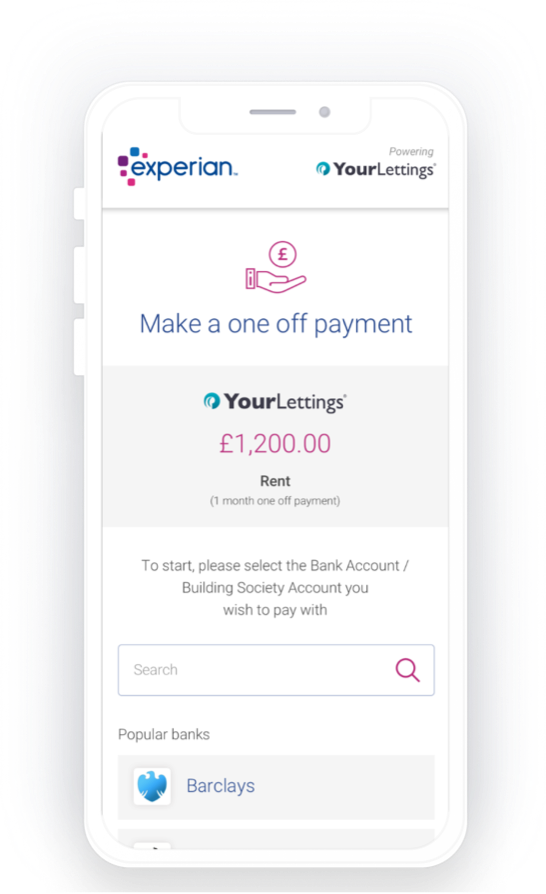 Powering
experian™
YourLettings°
£
Make a one off payment
YourLettings°
£1,200.00
Rent
(1 month one off payment)
To start, please select the Bank Account /
Building Society Account you
wish to pay with
Search
Popular banks
Barclays